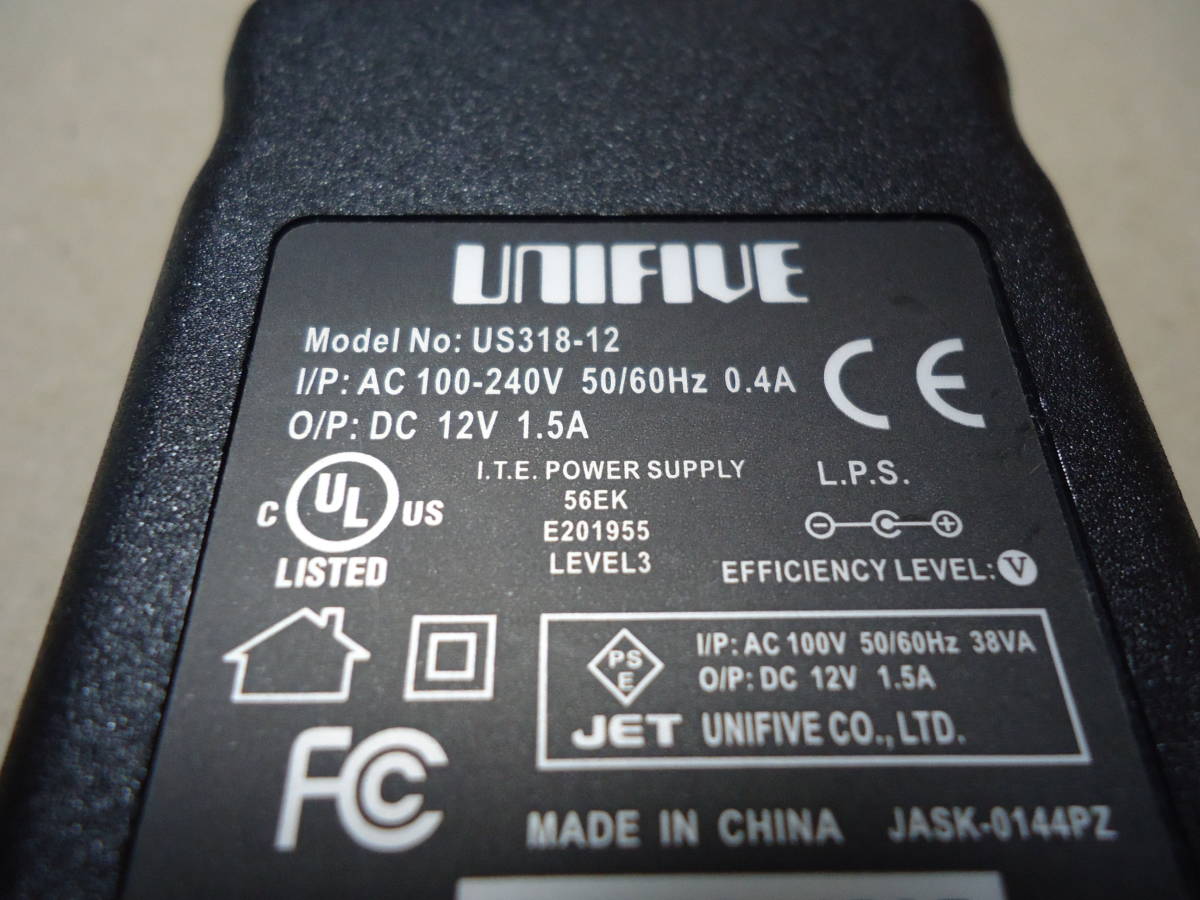 UNIFIVE
Model No: US318-12
I/P: AC 100-240V 50/60Hz 0.4A
O/P: DC 12V 1.5A
CE
I.T.E. POWER SUPPLY
L.P.S.
56EK
C UL US
E201955
LISTED
LEVEL3
EFFICIENCY LEVEL: V
PS
E
I/P: AC 100V 50/60Hz 38VA
O/P: DC 12V 1.5A
JET UNIFIVE CO., LTD.
FC
MADE IN CHINA JASK-0144PZ